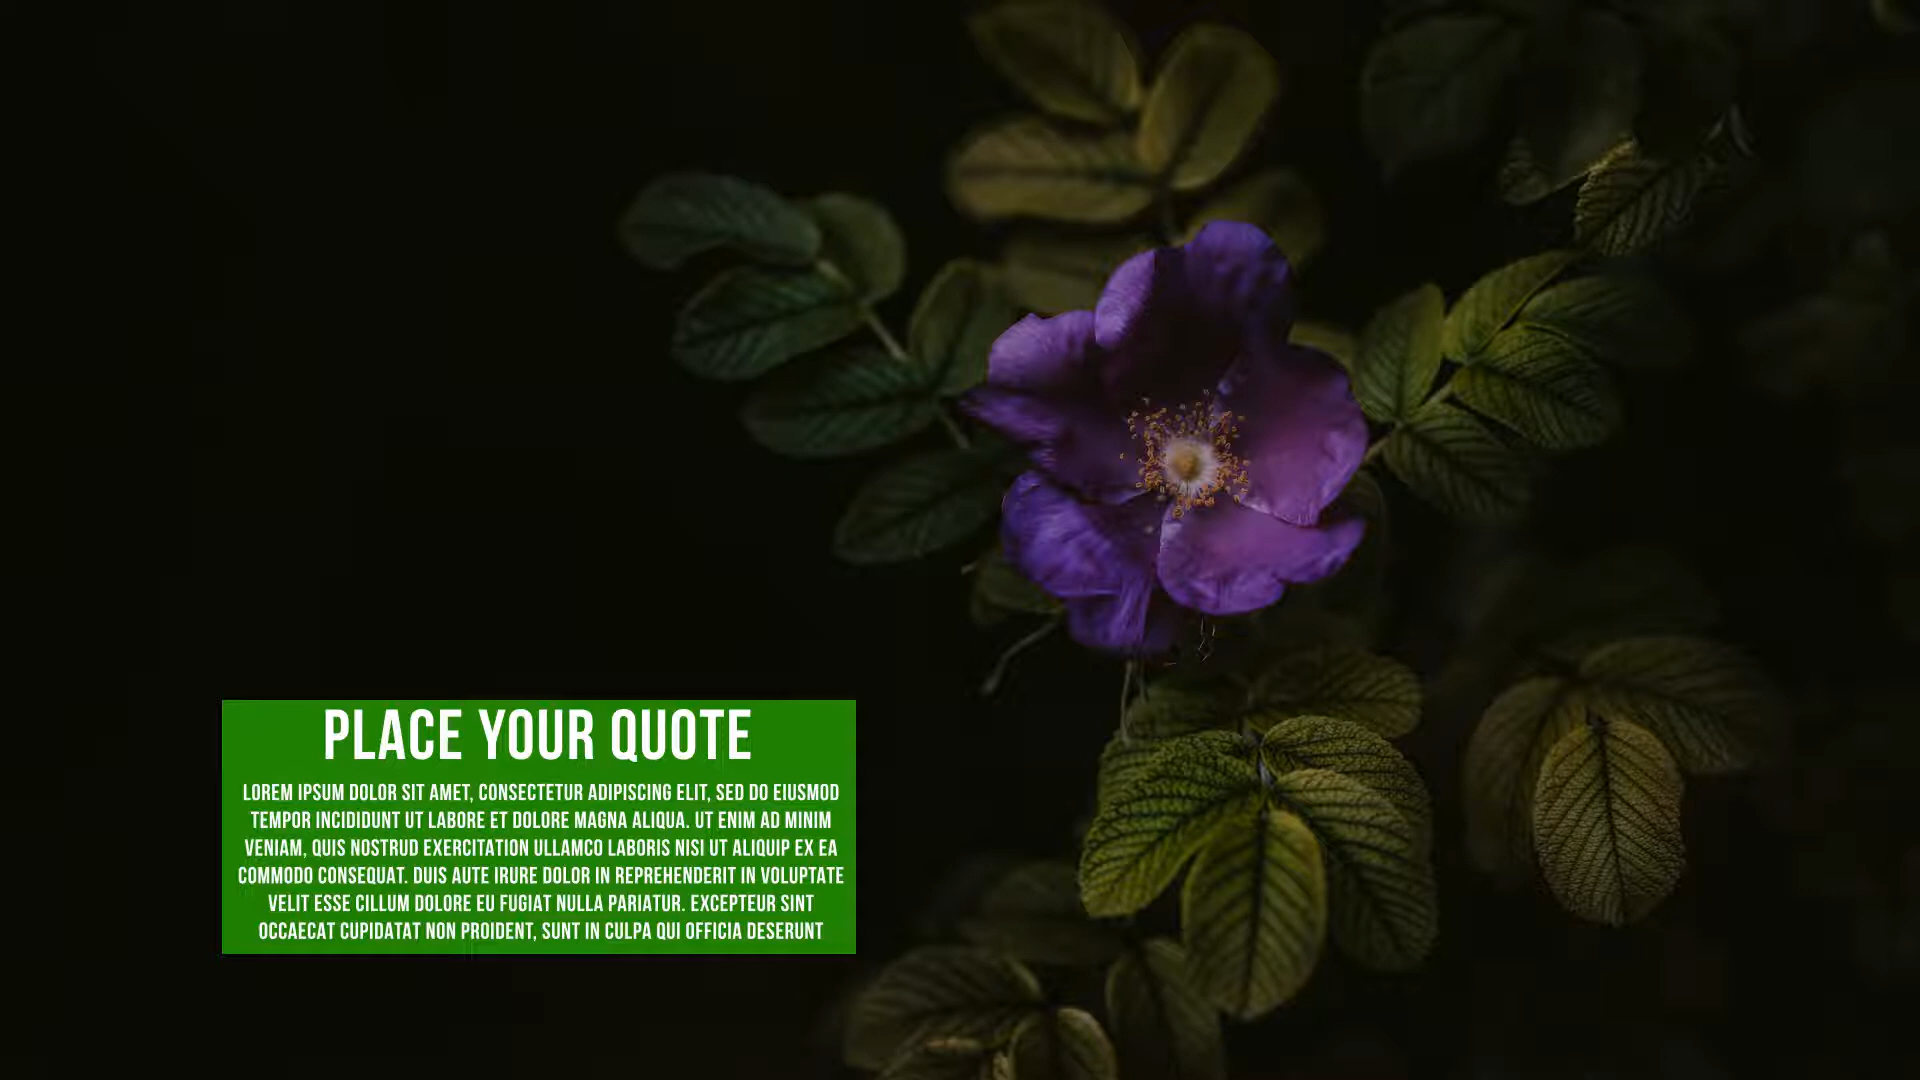 PLACE YOUR QUOTE
LOREM IPSUM DOLOR SIT AMET, CONSECTETUR ADIPISCING ELIT, SED DO EIUSMOD
TEMPOR INCIDIDUNT UT LABORE ET DOLORE MAGNA ALIQUA. UT ENIM AD MINIM
VENIAM, QUIS NOSTRUD EXERCITATION ULLAMCO LABORIS NISI UT ALIQUIP EX EA
COMMODO CONSEQUAT. DUIS AUTE IRURE DOLOR IN REPREHENDERIT IN VOLUPTATE
VELIT ESSE CILLUM DOLORE EU FUGIAT NULLA PARIATUR. EXCEPTEUR SINT
OCCAECAT CUPIDATAT NON PROIDENT, SUNT IN CULPA QUI OFFICIA DESERUNT